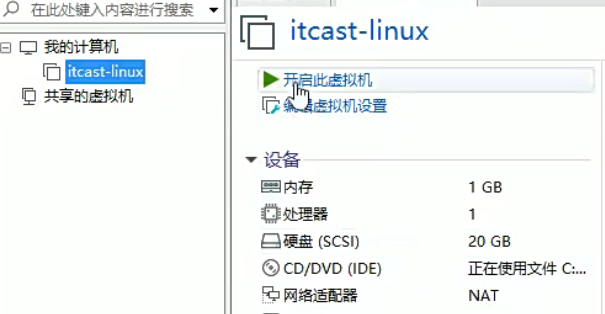 在此处键入内容进行搜索
我的计算机
itcast-linux
共享的虚拟机
itcast-linux
开启此虚拟机
编辑虚拟机设置
设备
内存 1 GB
处理器 1
硬盘 (SCSI) 20 GB
CD/DVD (IDE) 正在使用文件 C:...
网络适配器 NAT